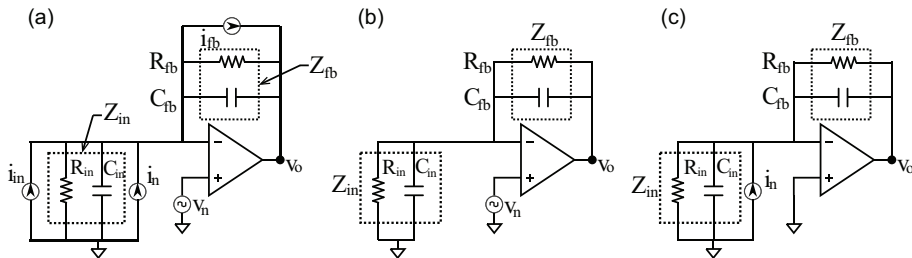 (a)
i_fb
R_fb
Z_fb
C_fb
Z_in
i_in
R_in
C_in
i_n
−
+
v_n
v_o
(b)
Z_fb
R_fb
C_fb
Z_in
R_in
C_in
−
+
v_n
v_o
(c)
Z_fb
R_fb
C_fb
Z_in
R_in
C_in
i_n
−
+
v_o